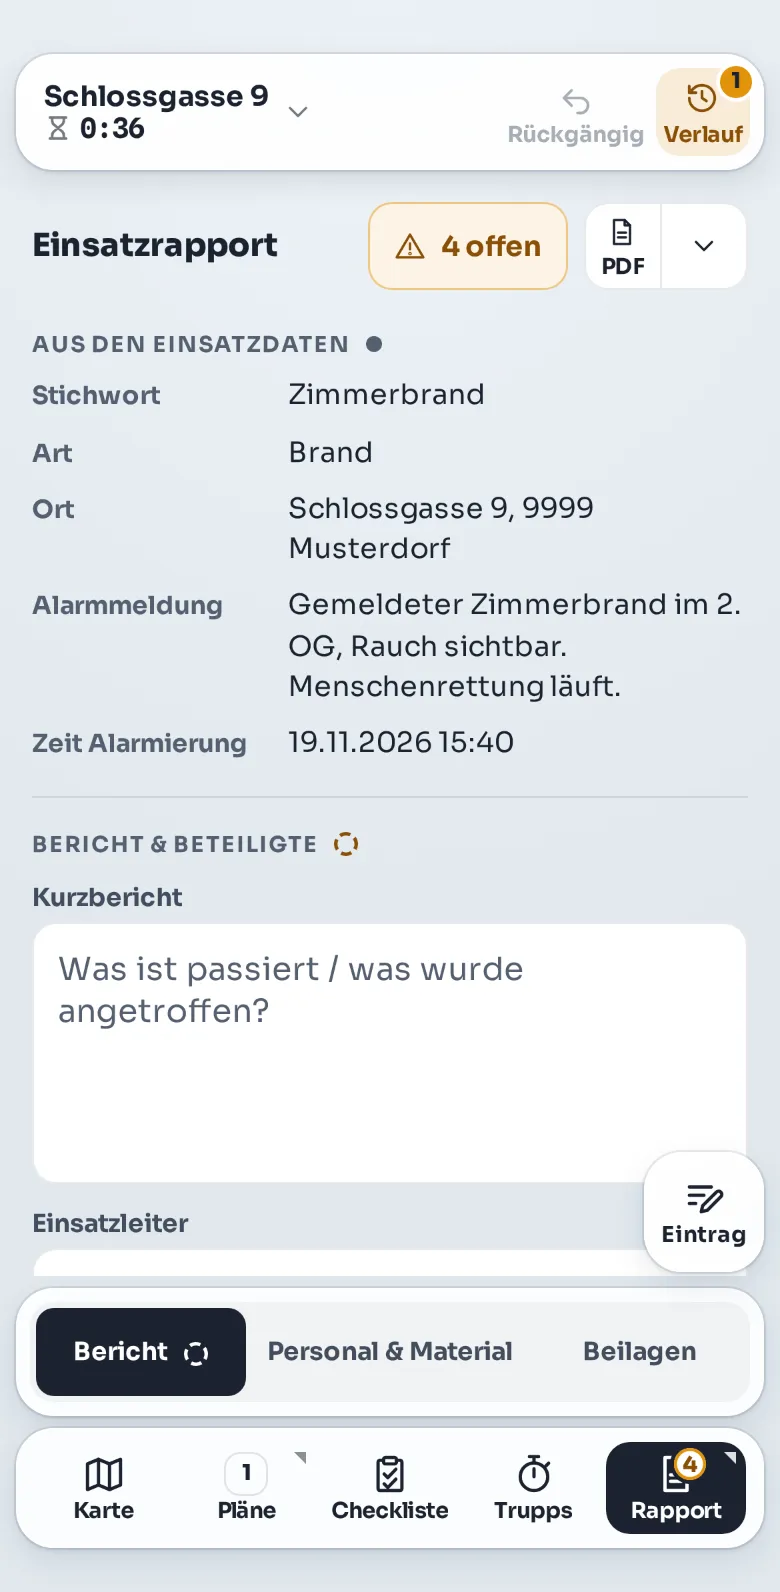 Schlossgasse 9
0:36
Rückgängig
Verlauf
1
Einsatzrapport
4 offen
PDF
AUS DEN EINSATZDATEN
Stichwort
Zimmerbrand
Art
Brand
Ort
Schlossgasse 9, 9999
Musterdorf
Alarmmeldung
Gemeldeter Zimmerbrand im 2.
OG, Rauch sichtbar.
Menschenrettung läuft.
Zeit Alarmierung
19.11.2026 15:40
BERICHT & BETEILIGTE
Kurzbericht
Was ist passiert / was wurde
angetroffen?
Eintrag
Einsatzleiter
Bericht
Personal & Material
Beilagen
Karte
1
Pläne
Checkliste
Trupps
4
Rapport